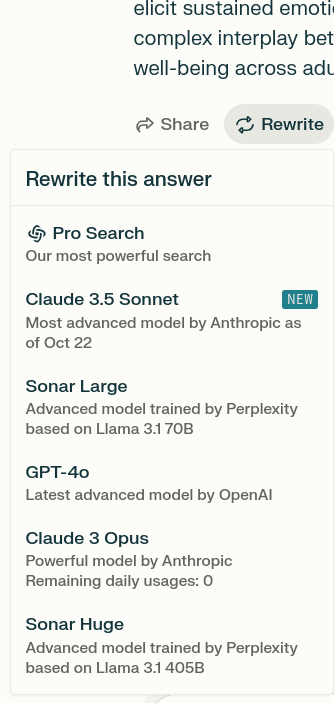 elicit sustained
complex interplay
well-being across
Share
Rewrite
Rewrite this answer
Pro Search
Our most powerful search
Claude 3.5 Sonnet
NEW
Most advanced model by Anthropic as
of Oct 22
Sonar Large
Advanced model trained by Perplexity
based on Llama 3.1 70B
GPT-4o
Latest advanced model by OpenAI
Claude 3 Opus
Powerful model by Anthropic
Remaining daily usages: 0
Sonar Huge
Advanced model trained by Perplexity
based on Llama 3.1 405B